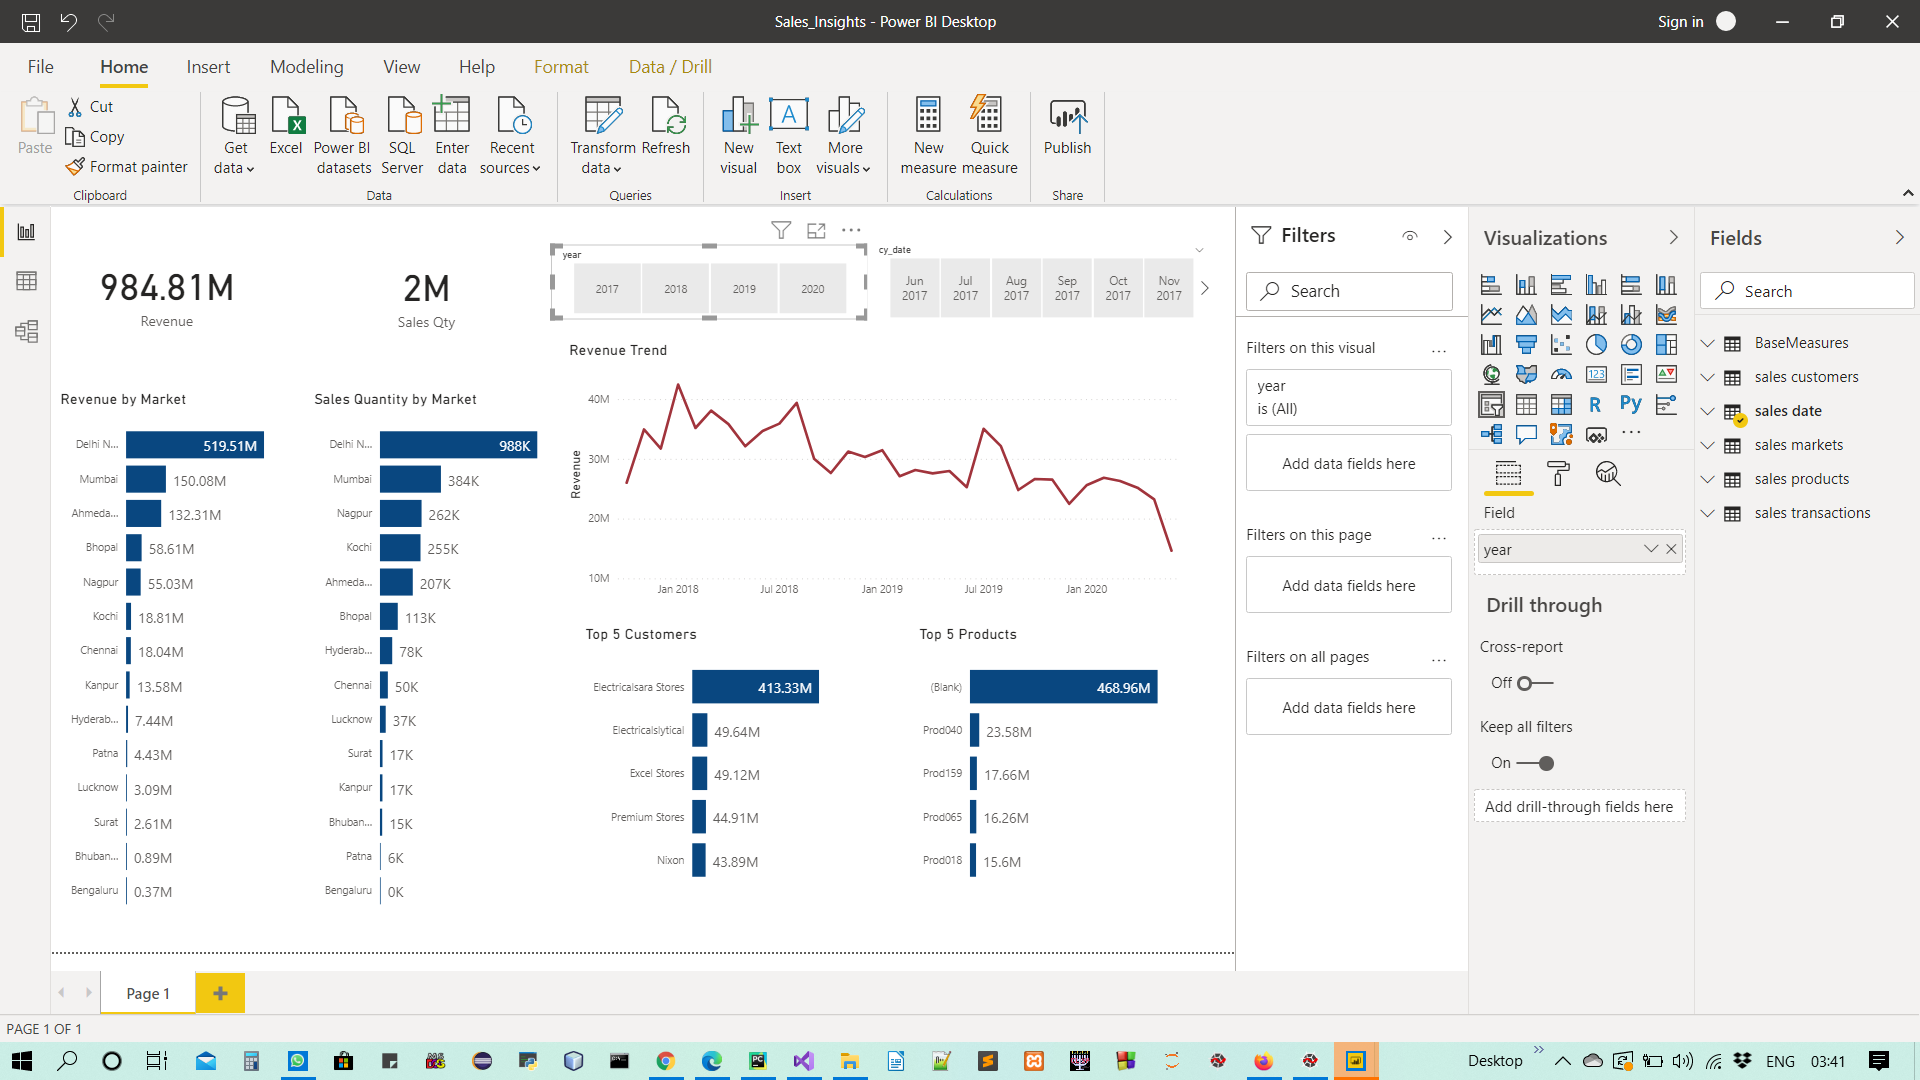 Sales_Insights - Power BI Desktop
Sign in
File Home Insert Modeling View Help Format Data / Drill
Paste
Cut
Copy
Format painter
Clipboard
Get data
Excel
Power BI datasets
SQL Server
Enter data
Recent sources
Data
Transform data
Refresh
Queries
New visual
Text box
More visuals
Insert
New measure
Quick measure
Calculations
Publish
Share
984.81M
Revenue
2M
Sales Qty
year
2017 2018 2019 2020
cy_date
Jun 2017
Jul 2017
Aug 2017
Sep 2017
Oct 2017
Nov 2017
Revenue by Market
Delhi N... 519.51M
Mumbai 150.08M
Ahmeda... 132.31M
Bhopal 58.61M
Nagpur 55.03M
Kochi 18.81M
Chennai 18.04M
Kanpur 13.58M
Hyderab... 7.44M
Patna 4.43M
Lucknow 3.09M
Surat 2.61M
Bhuban... 0.89M
Bengaluru 0.37M
Sales Quantity by Market
Delhi N... 988K
Mumbai 384K
Nagpur 262K
Kochi 255K
Ahmeda... 207K
Bhopal 113K
Hyderab... 78K
Chennai 50K
Lucknow 37K
Surat 17K
Kanpur 17K
Bhuban... 15K
Patna 6K
Bengaluru 0K
Revenue Trend
Revenue
40M
30M
20M
10M
Jan 2018 Jul 2018 Jan 2019 Jul 2019 Jan 2020
Top 5 Customers
Electricalsara Stores 413.33M
Electricalslytical 49.64M
Excel Stores 49.12M
Premium Stores 44.91M
Nixon 43.89M
Top 5 Products
(Blank) 468.96M
Prod040 23.58M
Prod159 17.66M
Prod065 16.26M
Prod018 15.6M
Filters
Search
Filters on this visual ...
year
is (All)
Add data fields here
Filters on this page ...
Add data fields here
Filters on all pages ...
Add data fields here
Visualizations
123
R Py
...
Field
year
Drill through
Cross-report
Off
Keep all filters
On
Add drill-through fields here
Fields
Search
BaseMeasures
sales customers
sales date
sales markets
sales products
sales transactions
Page 1
PAGE 1 OF 1
Desktop
ENG 03:41